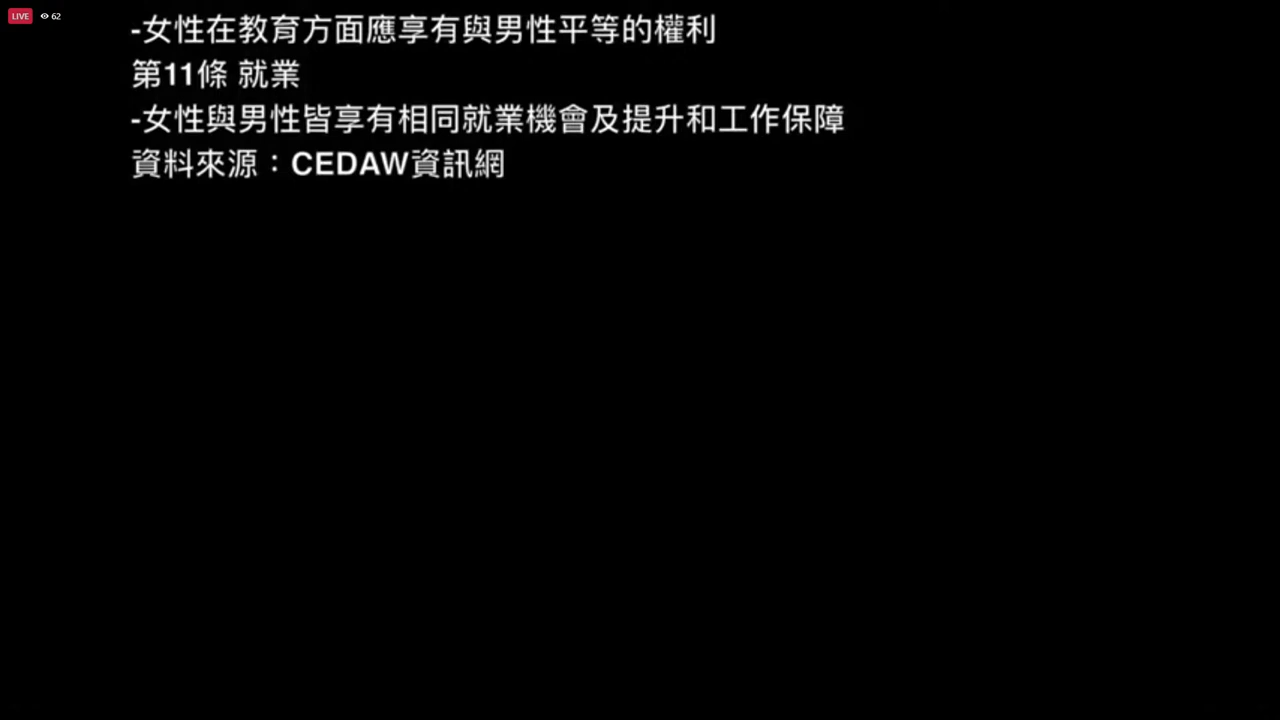 LIVE 62
-女性在教育方面應享有與男性平等的權利
第11條 就業
-女性與男性皆享有相同就業機會及提升和工作保障
資料來源：CEDAW資訊網